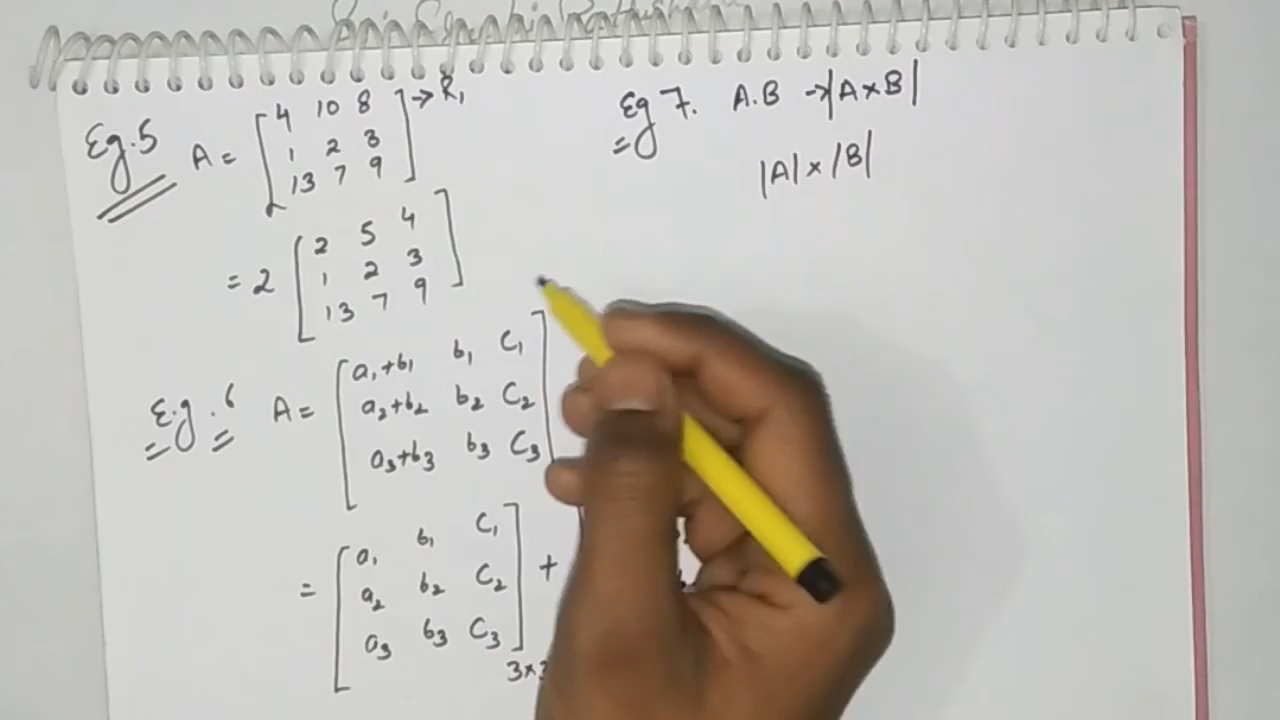 Eg.5 A = [ 4 10 8 ] → R₁
1 2 3
13 7 9
= 2 [ 2 5 4 ]
1 2 3
13 7 9
E.g.6 A = [ a₁+b₁ b₁ C₁ ]
a₂+b₂ b₂ C₂
a₃+b₃ b₃ C₃
= [ a₁ b₁ C₁ ] +
a₂ b₂ C₂
a₃ b₃ C₃
3×3
Eg 7. A.B → |A×B|
|A| × |B|